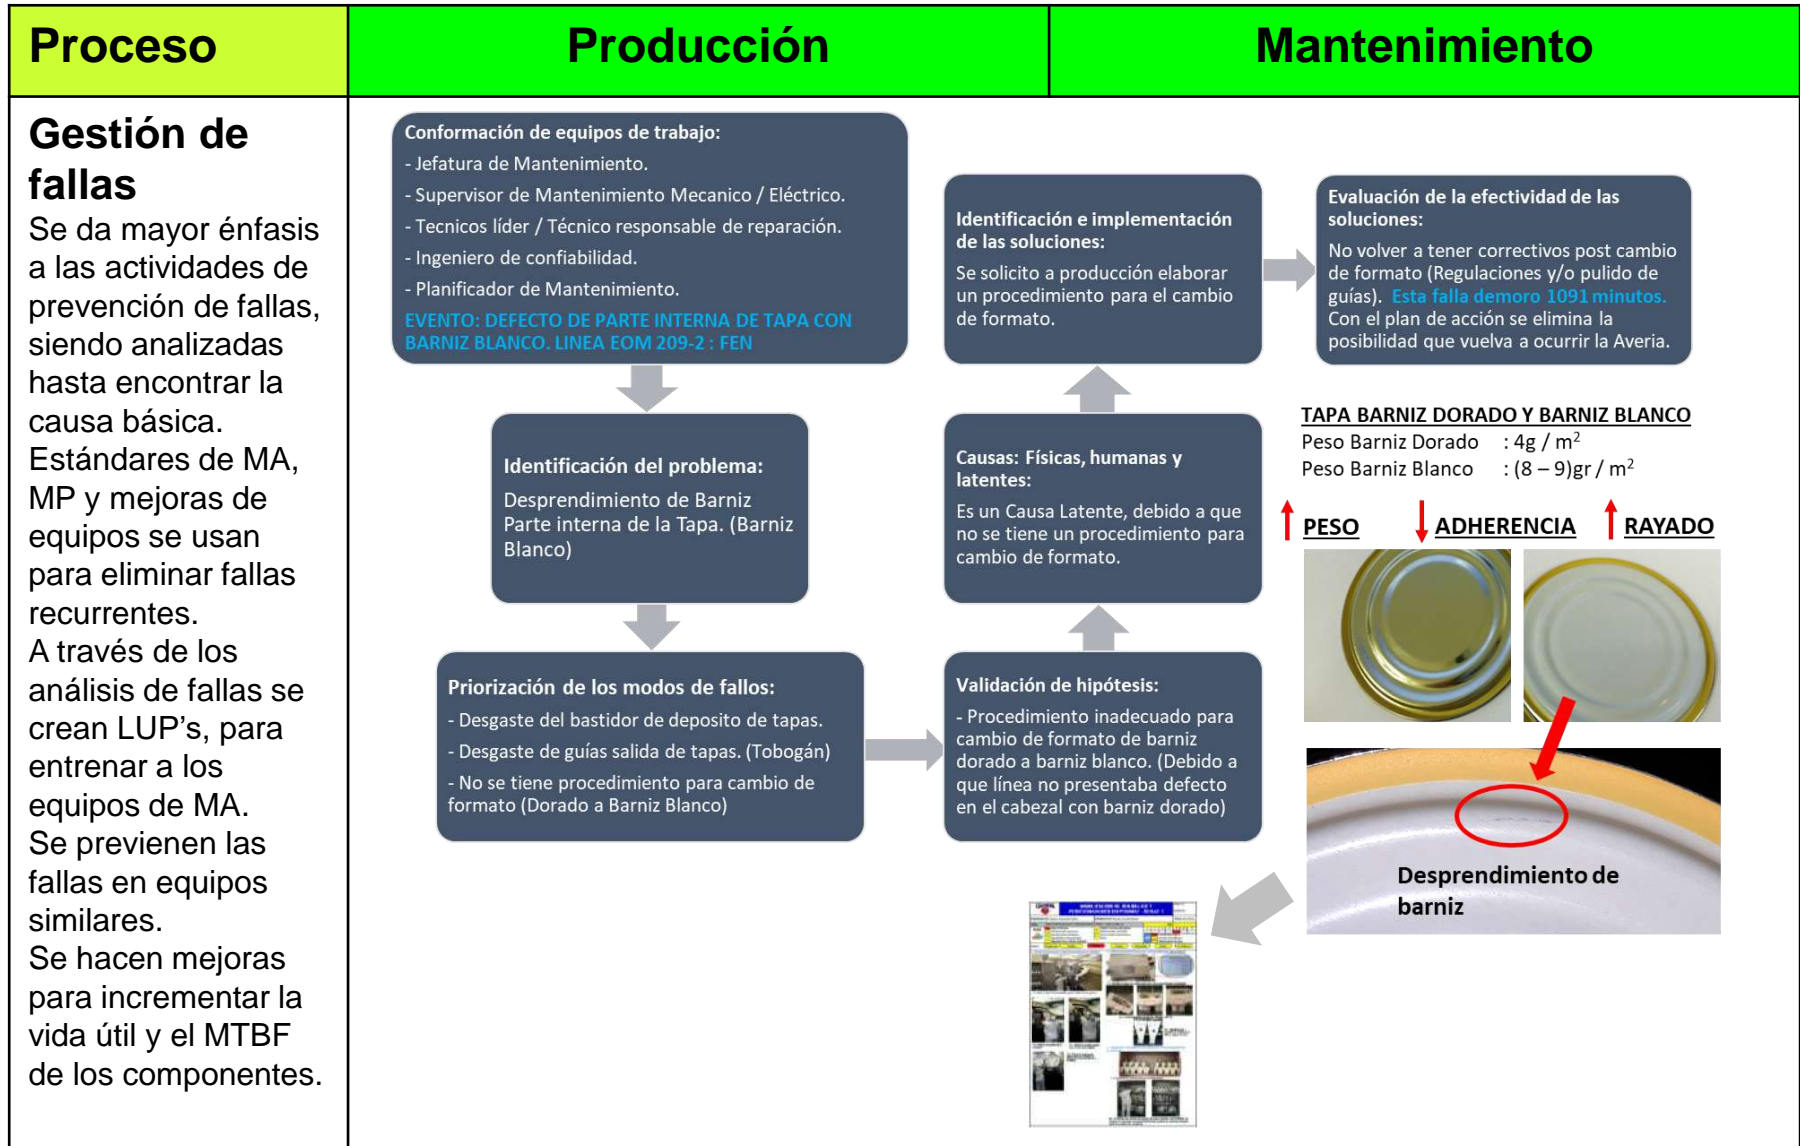 Proceso
Producción
Mantenimiento
Gestión de
fallas
Se da mayor énfasis
a las actividades de
prevención de fallas,
siendo analizadas
hasta encontrar la
causa básica.
Estándares de MA,
MP y mejoras de
equipos se usan
para eliminar fallas
recurrentes.
A través de los
análisis de fallas se
crean LUP's, para
entrenar a los
equipos de MA.
Se previenen las
fallas en equipos
similares.
Se hacen mejoras
para incrementar la
vida útil y el MTBF
de los componentes.
Conformación de equipos de trabajo:
- Jefatura de Mantenimiento.
- Supervisor de Mantenimiento Mecanico / Eléctrico.
- Tecnicos líder / Técnico responsable de reparación.
- Ingeniero de confiabilidad.
- Planificador de Mantenimiento.
EVENTO: DEFECTO DE PARTE INTERNA DE TAPA CON
BARNIZ BLANCO. LINEA EOM 209-2 : FEN
Identificación del problema:
Desprendimiento de Barniz
Parte interna de la Tapa. (Barniz
Blanco)
Priorización de los modos de fallos:
- Desgaste del bastidor de deposito de tapas.
- Desgaste de guías salida de tapas. (Tobogán)
- No se tiene procedimiento para cambio de
formato (Dorado a Barniz Blanco)
Validación de hipótesis:
- Procedimiento inadecuado para
cambio de formato de barniz
dorado a barniz blanco. (Debido a
que línea no presentaba defecto
en el cabezal con barniz dorado)
Causas: Físicas, humanas y
latentes:
Es un Causa Latente, debido a que
no se tiene un procedimiento para
cambio de formato.
Identificación e implementación
de las soluciones:
Se solicito a producción elaborar
un procedimiento para el cambio
de formato.
Evaluación de la efectividad de las
soluciones:
No volver a tener correctivos post cambio
de formato (Regulaciones y/o pulido de
guías). Esta falla demoro 1091 minutos.
Con el plan de acción se elimina la
posibilidad que vuelva a ocurrir la Averia.
TAPA BARNIZ DORADO Y BARNIZ BLANCO
Peso Barniz Dorado : 4g / m²
Peso Barniz Blanco : (8 – 9)gr / m²
PESO ADHERENCIA RAYADO
Desprendimiento de
barniz